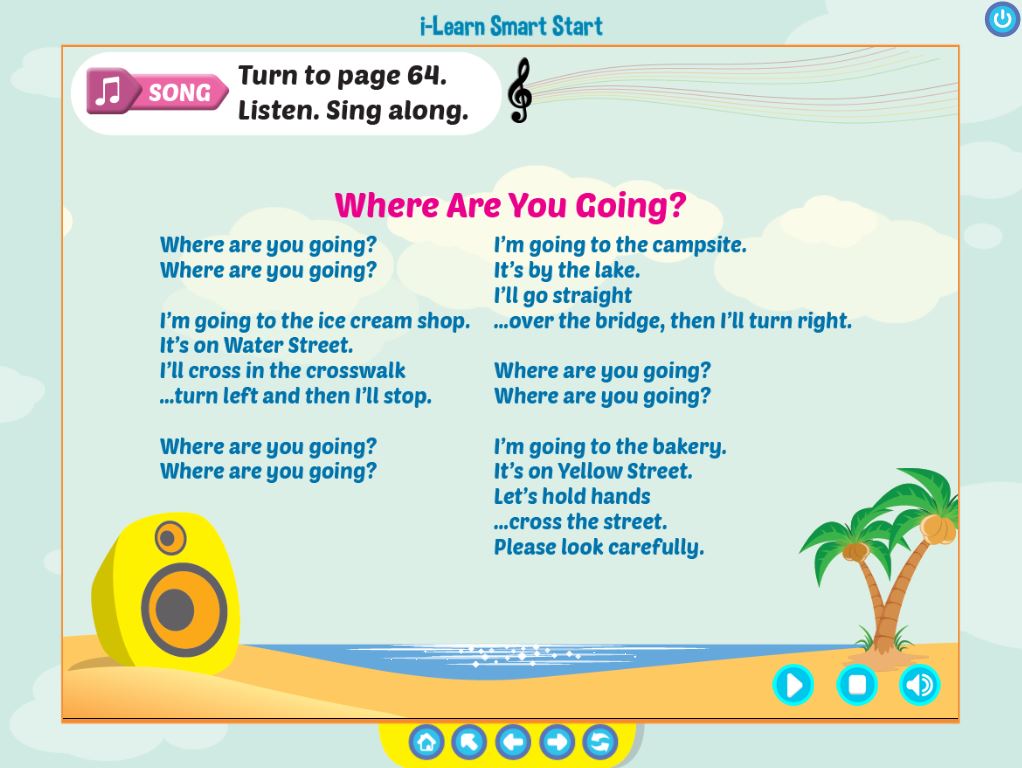 i-Learn Smart Start
SONG
Turn to page 64.
Listen. Sing along.
Where Are You Going?
Where are you going?
Where are you going?
I'm going to the ice cream shop.
It's on Water Street.
I'll cross in the crosswalk
...turn left and then I'll stop.
Where are you going?
Where are you going?
I'm going to the campsite.
It's by the lake.
I'll go straight
...over the bridge, then I'll turn right.
Where are you going?
Where are you going?
I'm going to the bakery.
It's on Yellow Street.
Let's hold hands
...cross the street.
Please look carefully.